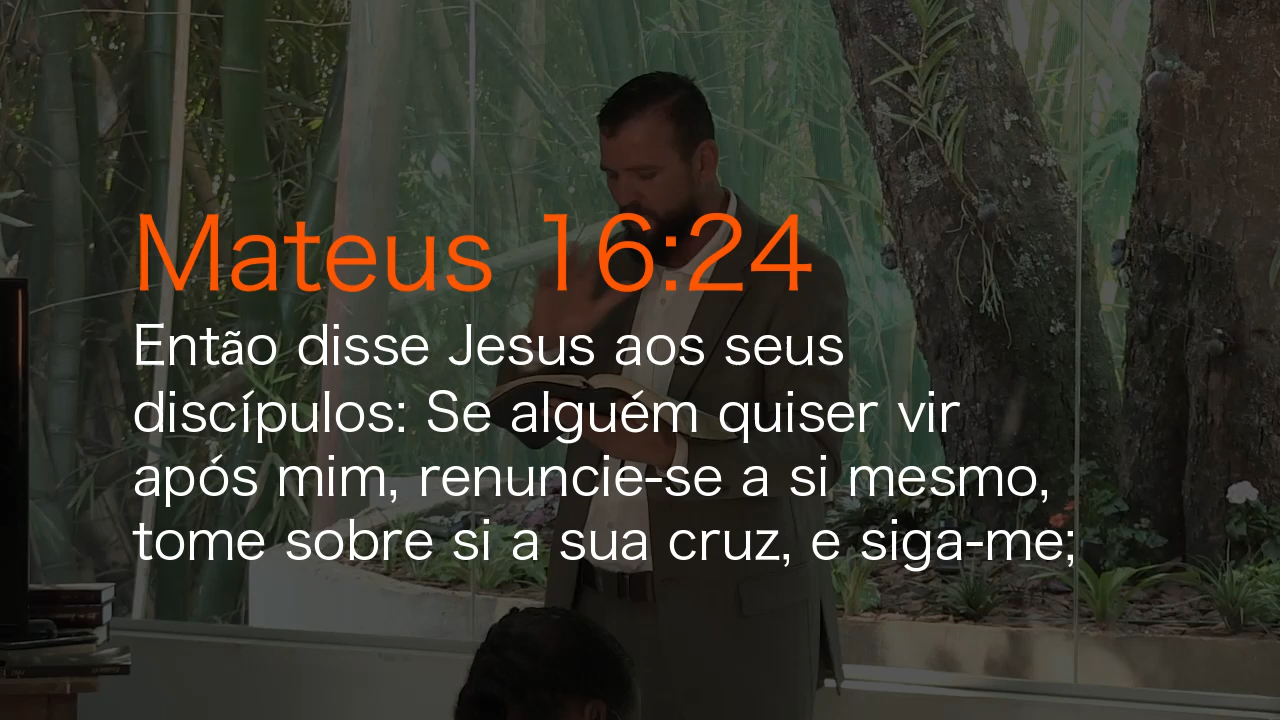 Mateus 16:24
Então disse Jesus aos seus
discípulos: Se alguém quiser vir
após mim, renuncie-se a si mesmo,
tome sobre si a sua cruz, e siga-me;